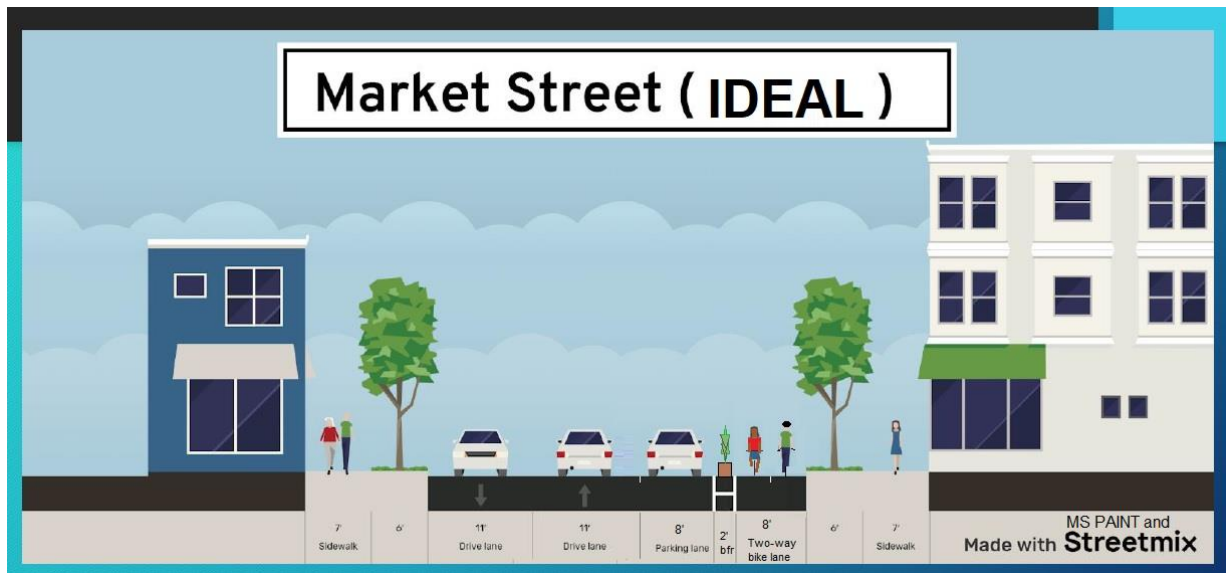 Market Street ( IDEAL )
7' 6' 11' 11' 8' 2' 8' 6' 7'
Sidewalk Drive lane Drive lane Parking lane bfr Two-way bike lane Sidewalk
MS PAINT and
Made with Streetmix